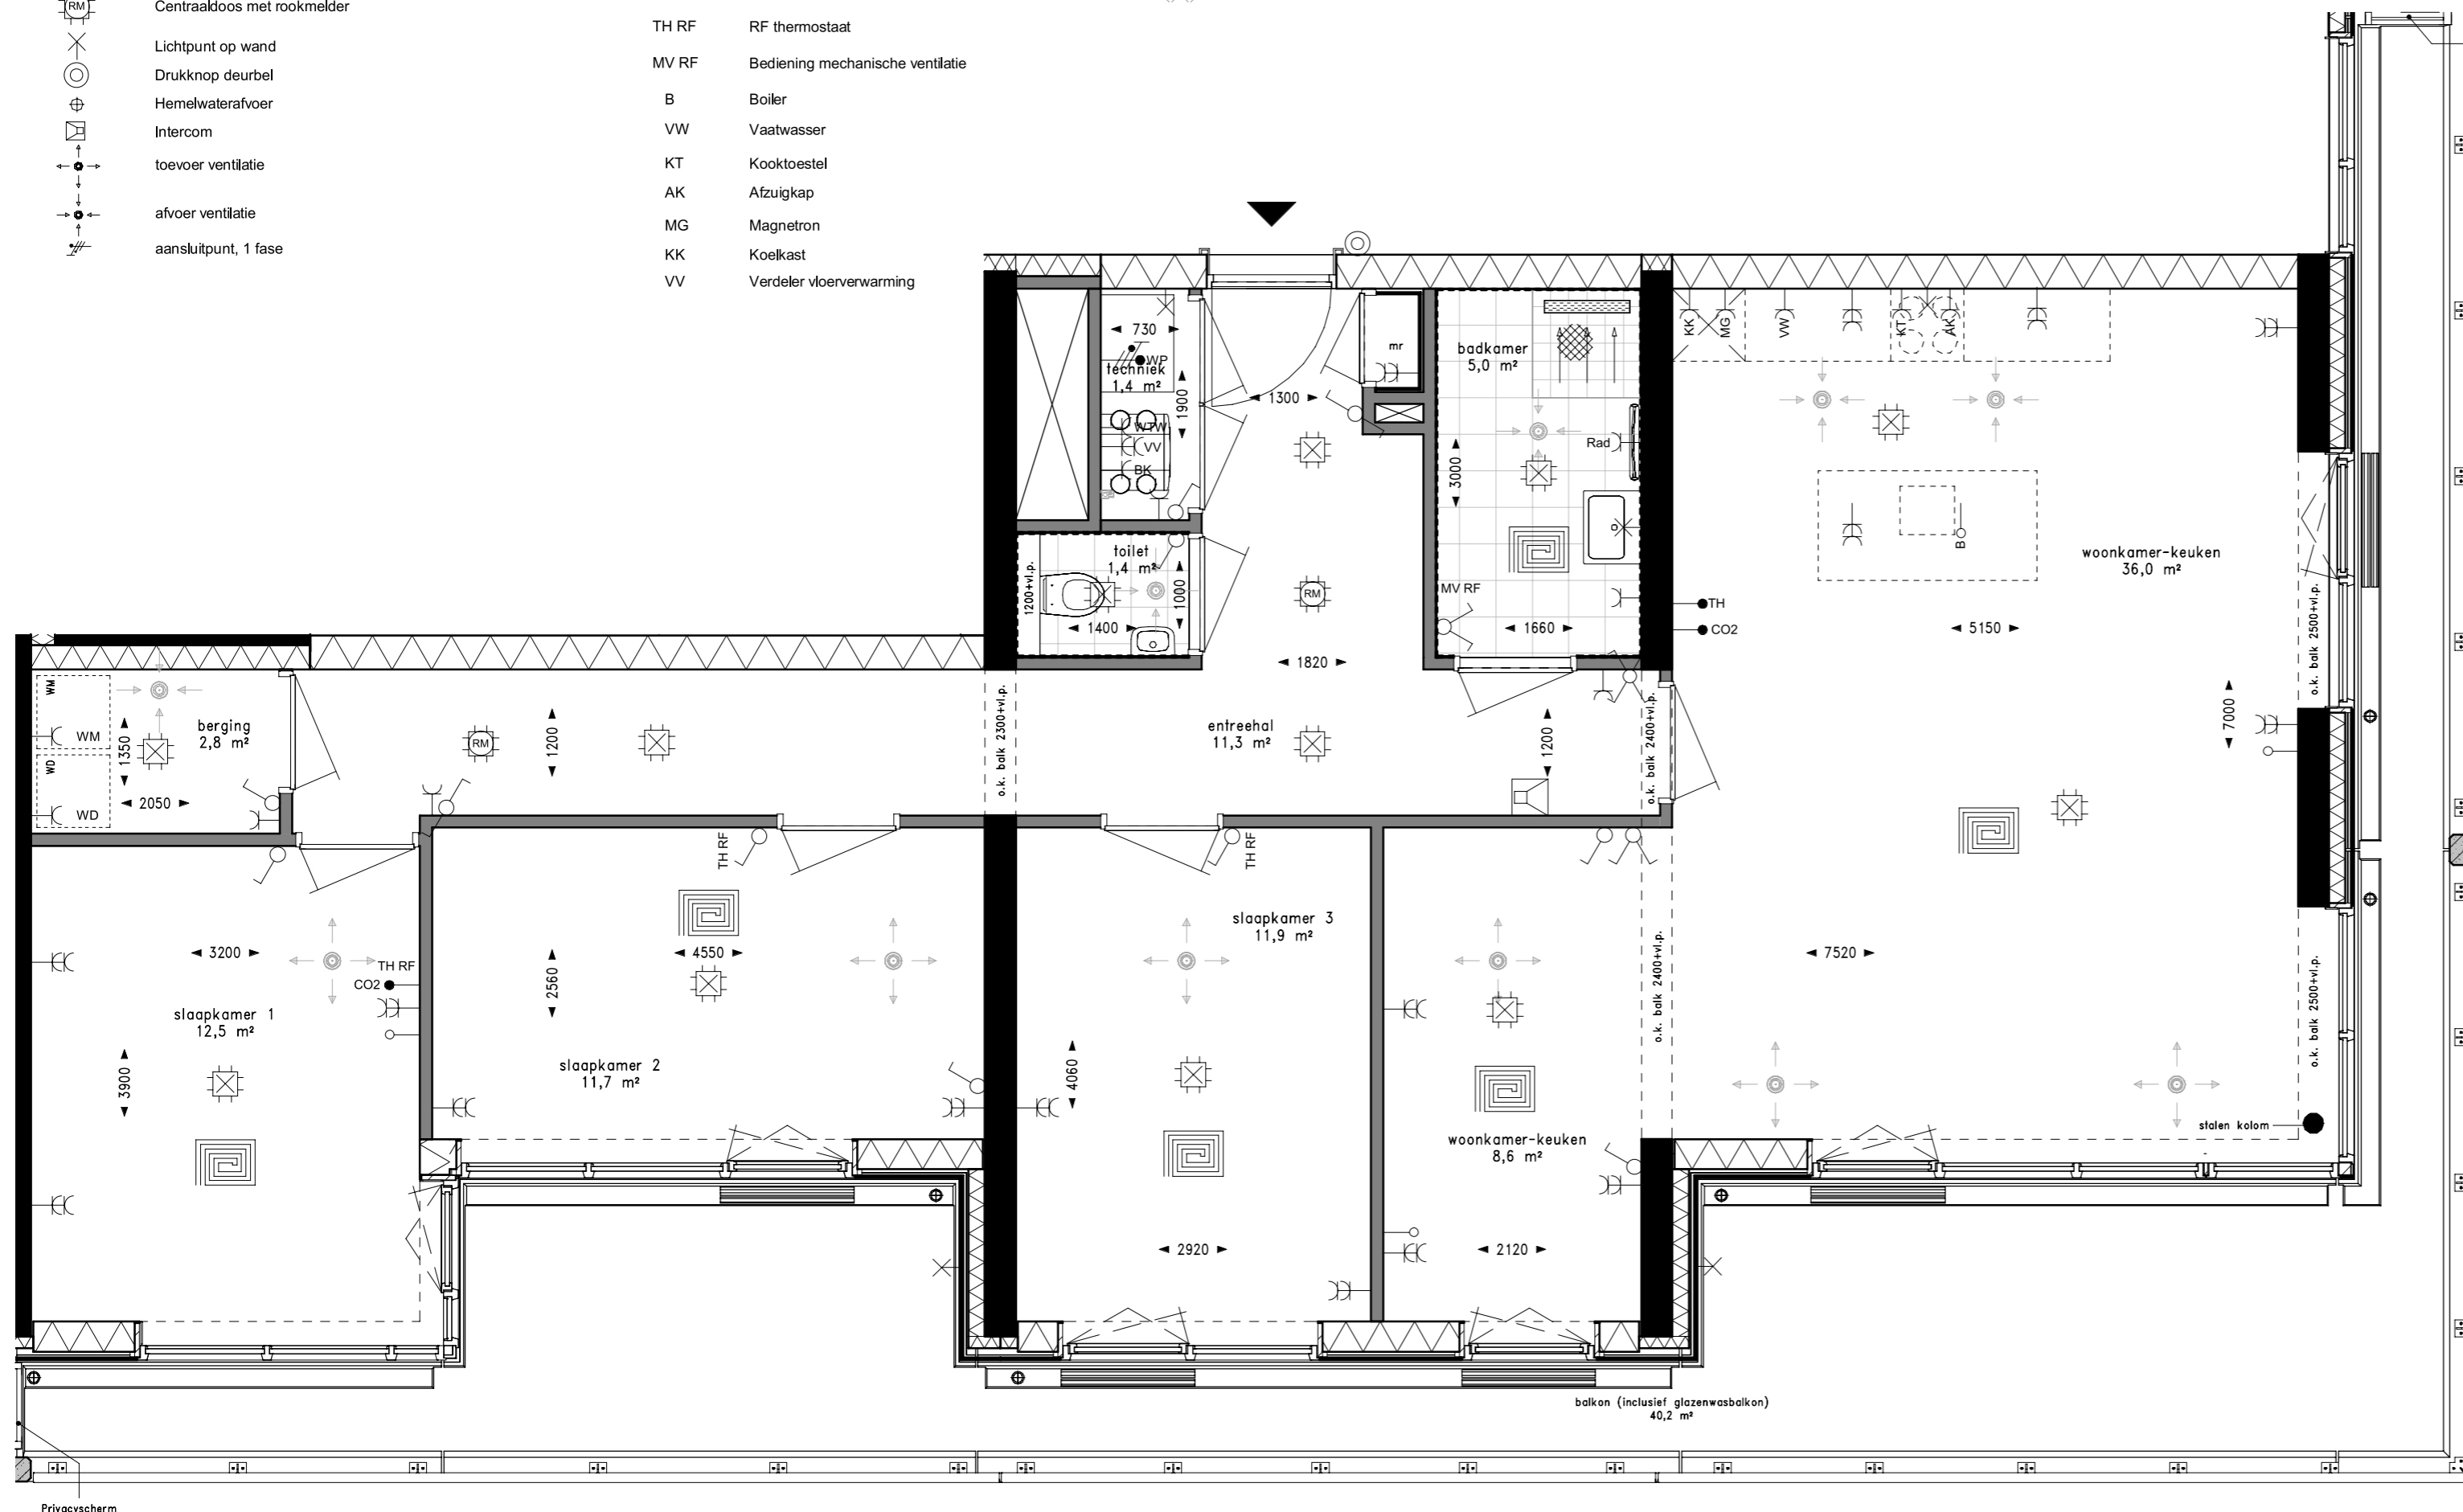 RM Centraaldoos met rookmelder
Lichtpunt op wand
Drukknop deurbel
Hemelwaterafvoer
Intercom
toevoer ventilatie
afvoer ventilatie
aansluitpunt, 1 fase
TH RF RF thermostaat
MV RF Bediening mechanische ventilatie
B Boiler
VW Vaatwasser
KT Kooktoestel
AK Afzuigkap
MG Magnetron
KK Koelkast
VV Verdeler vloerverwarming
730
WP
techniek
1,4 m²
1900
WTW
VV
BK
1300
mr
badkamer
5,0 m²
3000
Rad
MV RF
1660
KK
MG
VW
KT
AK
B
woonkamer-keuken
36,0 m²
TH
CO2
5150
o.k. balk 2500+vl.p.
7000
toilet
1,4 m²
1200+vl.p.
1000
1400
RM
1820
WM
WM
WD
WD
1350
berging
2,8 m²
2050
RM
1200
o.k. balk 2300+vl.p.
entreehal
11,3 m²
1200
o.k. balk 2400+vl.p.
TH RF
TH RF
3200
TH RF
CO2
slaapkamer 1
12,5 m²
3900
4550
2560
slaapkamer 2
11,7 m²
slaapkamer 3
11,9 m²
4060
2920
o.k. balk 2400+vl.p.
woonkamer-keuken
8,6 m²
2120
7520
o.k. balk 2500+vl.p.
stalen kolom
balkon (inclusief glazenwasbalkon)
40,2 m²
Privacyscherm